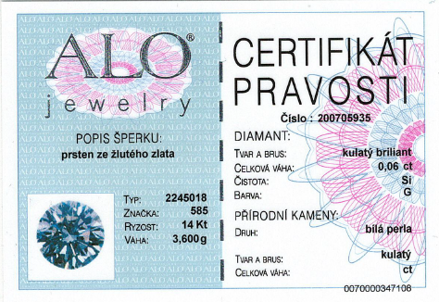 ALO®
jewelry
POPIS ŠPERKU:
prsten ze žlutého zlata
TYP: 2245018
ZNAČKA: 585
RYZOST: 14 Kt
VÁHA: 3,600g
CERTIFIKÁT
PRAVOSTI
Číslo : 200705935
DIAMANT:
TVAR A BRUS: kulatý briliant
CELKOVÁ VÁHA: 0,06 ct
ČISTOTA: Si
BARVA: G
PŘÍRODNÍ KAMENY:
DRUH: bílá perla
TVAR A BRUS: kulatý
CELKOVÁ VÁHA: ct
0070000347108